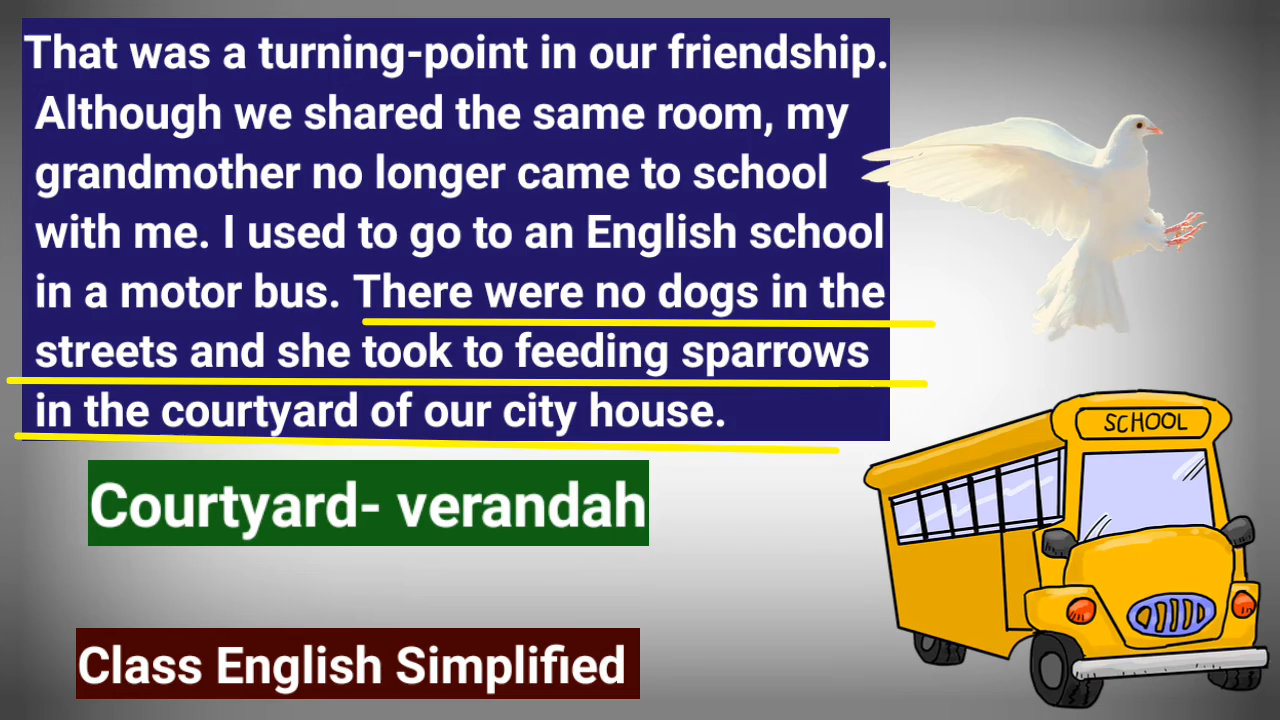 That was a turning-point in our friendship.
Although we shared the same room, my
grandmother no longer came to school
with me. I used to go to an English school
in a motor bus. There were no dogs in the
streets and she took to feeding sparrows
in the courtyard of our city house.
SCHOOL
Courtyard- verandah
Class English Simplified